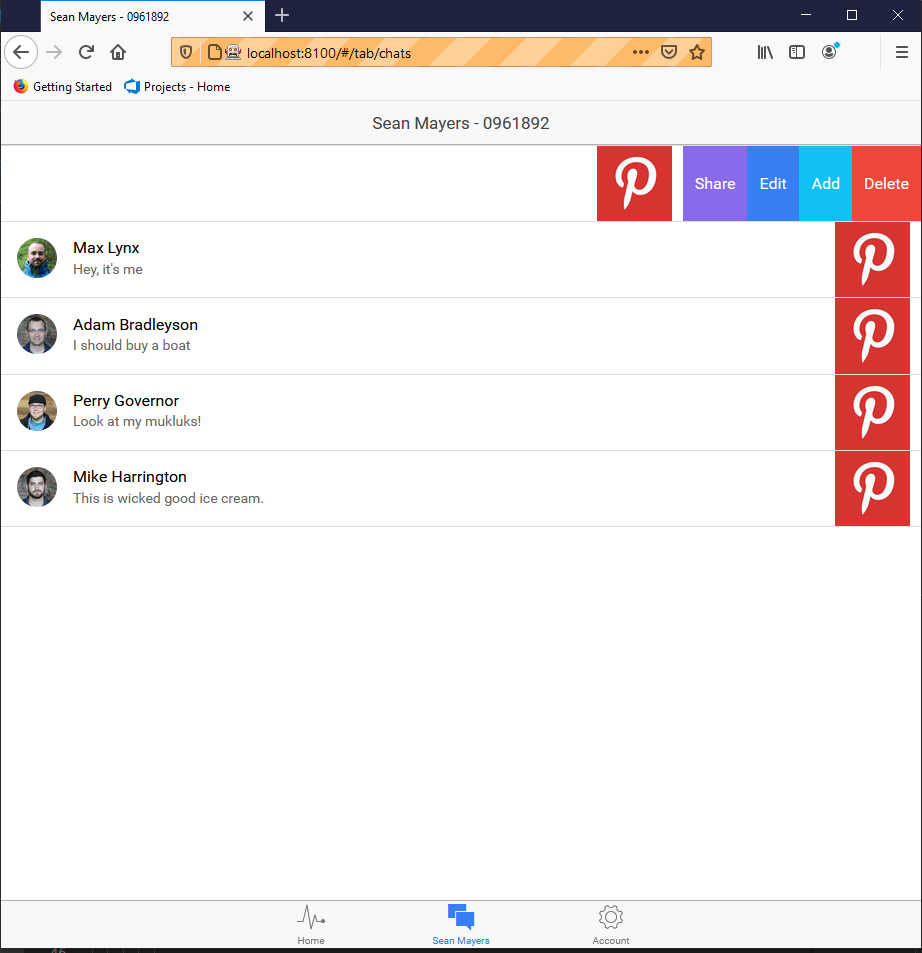 Sean Mayers - 0961892
localhost:8100/#/tab/chats
Getting Started
Projects - Home
Sean Mayers - 0961892
Share Edit Add Delete
Max Lynx
Hey, it's me
Adam Bradleyson
I should buy a boat
Perry Governor
Look at my mukluks!
Mike Harrington
This is wicked good ice cream.
Home
Sean Mayers
Account